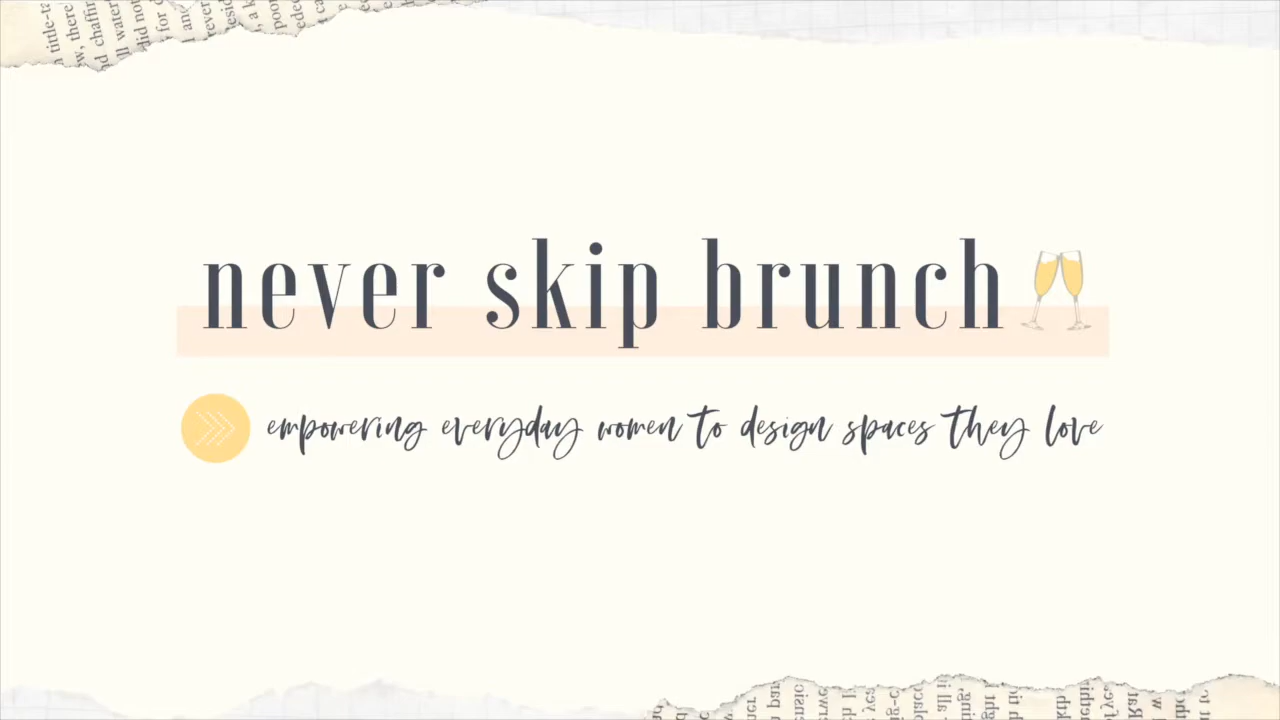 never skip brunch
empowering everyday women to design spaces they love